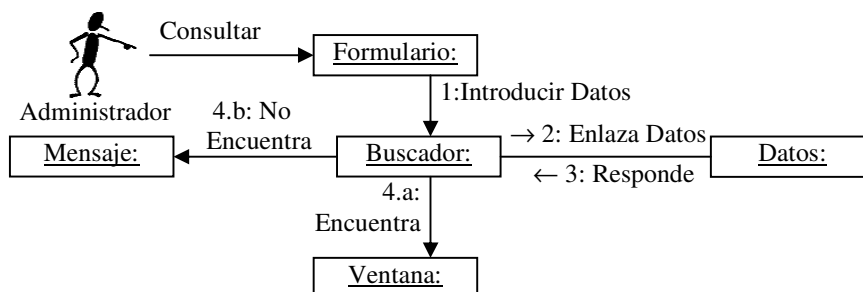 Consultar
Formulario:
1:Introducir Datos
Administrador
4.b: No
Encuentra
Mensaje:
Buscador:
→ 2: Enlaza Datos
← 3: Responde
Datos:
4.a:
Encuentra
Ventana: